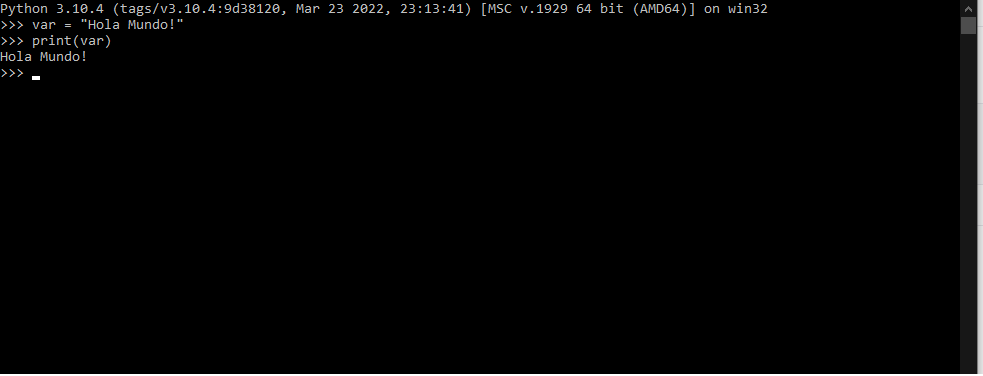 Python 3.10.4 (tags/v3.10.4:9d38120, Mar 23 2022, 23:13:41) [MSC v.1929 64 bit (AMD64)] on win32
>>> var = "Hola Mundo!"
>>> print(var)
Hola Mundo!
>>>